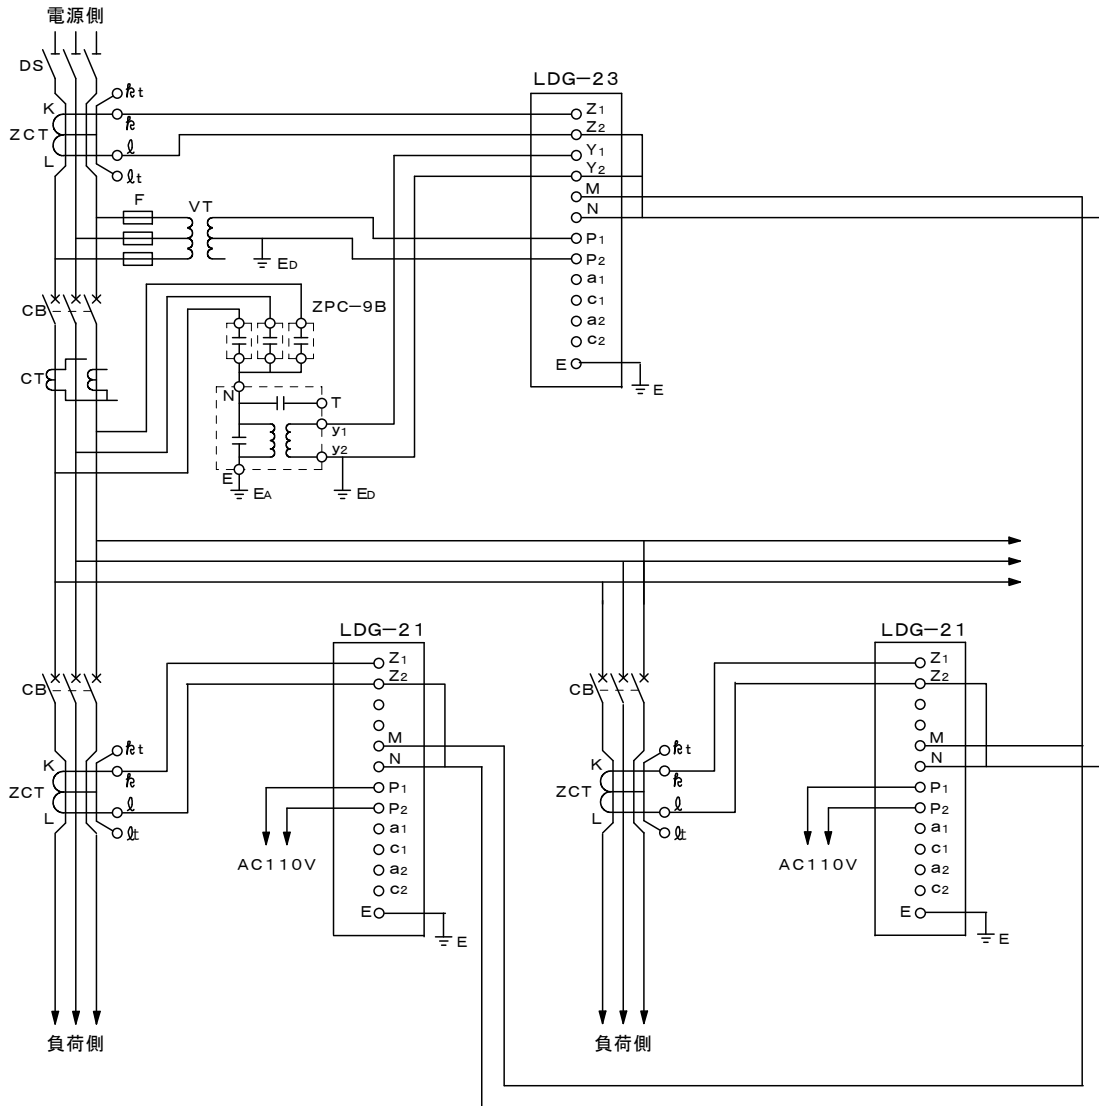 電源側
DS
kt
K
k
ZCT
ℓ
L
ℓt
LDG-23
Z1
Z2
Y1
Y2
M
N
P1
P2
a1
c1
a2
c2
E
E
F
VT
ED
CB
ZPC-9B
CT
N
T
y1
y2
E
EA
ED
LDG-21
Z1
Z2
M
N
P1
P2
a1
c1
a2
c2
E
E
CB
kt
K
k
ZCT
ℓ
L
ℓt
AC110V
負荷側
LDG-21
Z1
Z2
M
N
P1
P2
a1
c1
a2
c2
E
E
CB
kt
K
k
ZCT
ℓ
L
ℓt
AC110V
負荷側